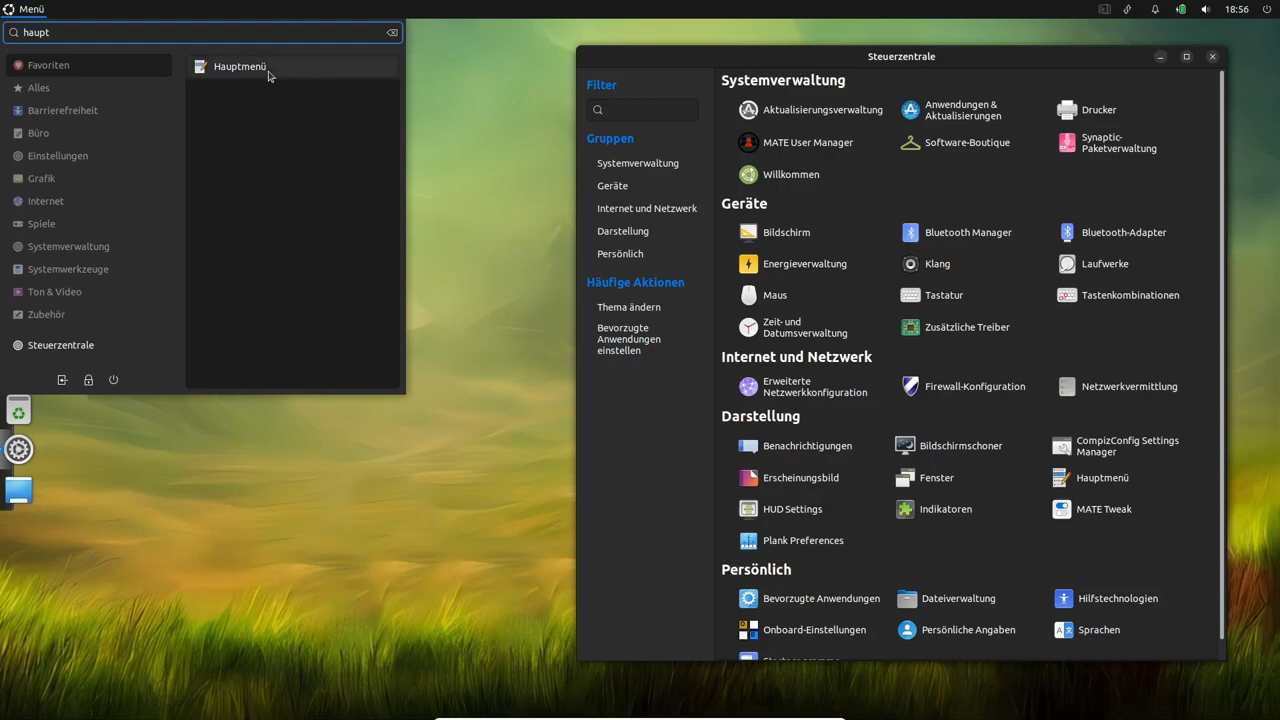 Menü
18:56
haupt
Favoriten
Alles
Barrierefreiheit
Büro
Einstellungen
Grafik
Internet
Spiele
Systemverwaltung
Systemwerkzeuge
Ton & Video
Zubehör
Steuerzentrale
Hauptmenü
Steuerzentrale
Filter
Gruppen
Systemverwaltung
Geräte
Internet und Netzwerk
Darstellung
Persönlich
Häufige Aktionen
Thema ändern
Bevorzugte
Anwendungen
einstellen
Systemverwaltung
Aktualisierungsverwaltung
Anwendungen &
Aktualisierungen
Drucker
MATE User Manager
Software-Boutique
Synaptic-
Paketverwaltung
Willkommen
Geräte
Bildschirm
Bluetooth Manager
Bluetooth-Adapter
Energieverwaltung
Klang
Laufwerke
Maus
Tastatur
Tastenkombinationen
Zeit- und
Datumsverwaltung
Zusätzliche Treiber
Internet und Netzwerk
Erweiterte
Netzwerkkonfiguration
Firewall-Konfiguration
Netzwerkvermittlung
Darstellung
Benachrichtigungen
Bildschirmschoner
CompizConfig Settings
Manager
Erscheinungsbild
Fenster
Hauptmenü
HUD Settings
Indikatoren
MATE Tweak
Plank Preferences
Persönlich
Bevorzugte Anwendungen
Dateiverwaltung
Hilfstechnologien
Onboard-Einstellungen
Persönliche Angaben
Sprachen